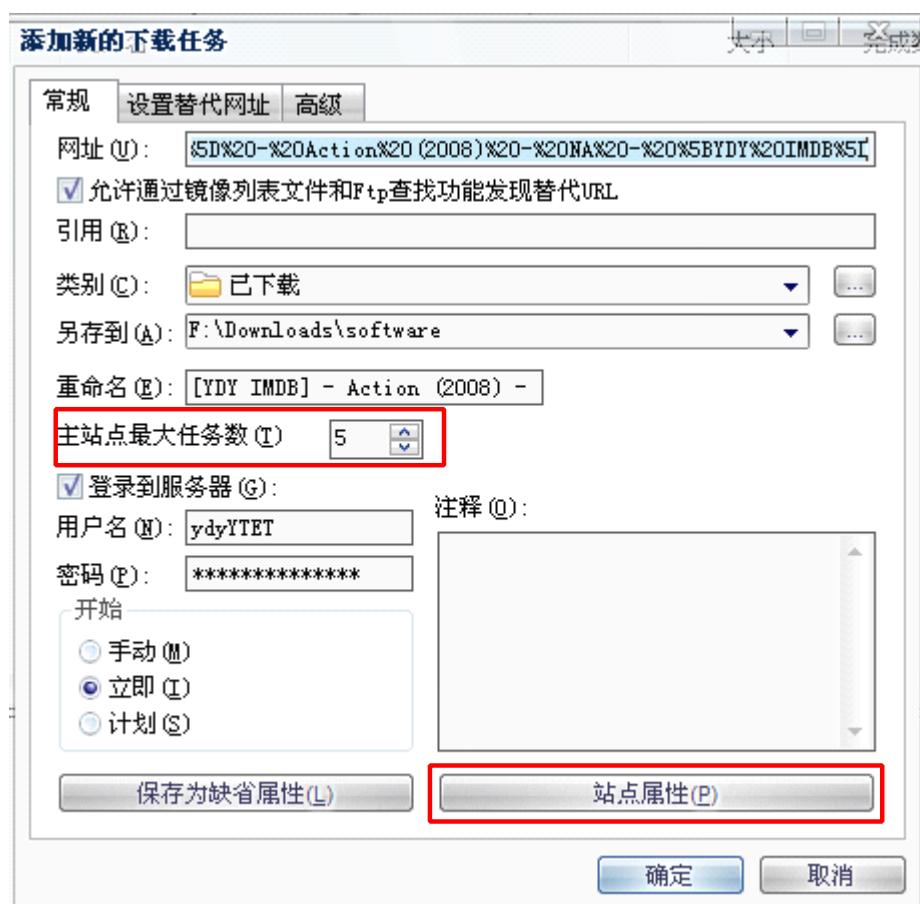 添加新的下载任务
大小
完成
常规 设置替代网址 高级
网址(U): %5D%20-%20Action%20(2008)%20-%20NA%20-%20%5BYDY%20IMDB%5D
允许通过镜像列表文件和Ftp查找功能发现替代URL
引用(R):
类别(C): 已下载 ...
另存到(A): F:\Downloads\software ...
重命名(E): [YDY IMDB] - Action (2008) -
主站点最大任务数(T) 5
登录到服务器(G):
注释(O):
用户名(N): ydyYTET
密码(P): **************
开始
手动(M)
立即(I)
计划(S)
保存为缺省属性(L) 站点属性(P)
确定 取消